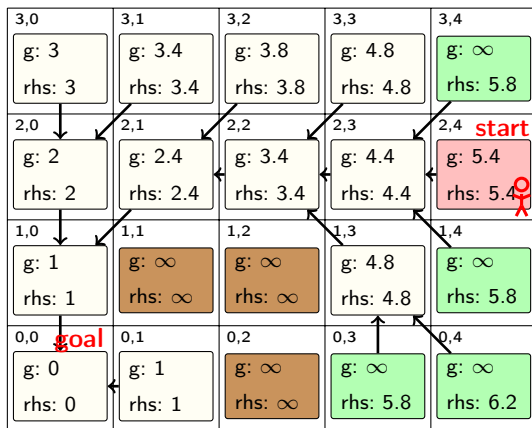 3,0 3,1 3,2 3,3 3,4
g: 3 g: 3.4 g: 3.8 g: 4.8 g: ∞
rhs: 3 rhs: 3.4 rhs: 3.8 rhs: 4.8 rhs: 5.8
2,0 2,1 2,2 2,3 2,4 start
g: 2 g: 2.4 g: 3.4 g: 4.4 g: 5.4
rhs: 2 rhs: 2.4 rhs: 3.4 rhs: 4.4 rhs: 5.4
1,0 1,1 1,2 1,3 1,4
g: 1 g: ∞ g: ∞ g: 4.8 g: ∞
rhs: 1 rhs: ∞ rhs: ∞ rhs: 4.8 rhs: 5.8
0,0 goal 0,1 0,2 0,3 0,4
g: 0 g: 1 g: ∞ g: ∞ g: ∞
rhs: 0 rhs: 1 rhs: ∞ rhs: 5.8 rhs: 6.2